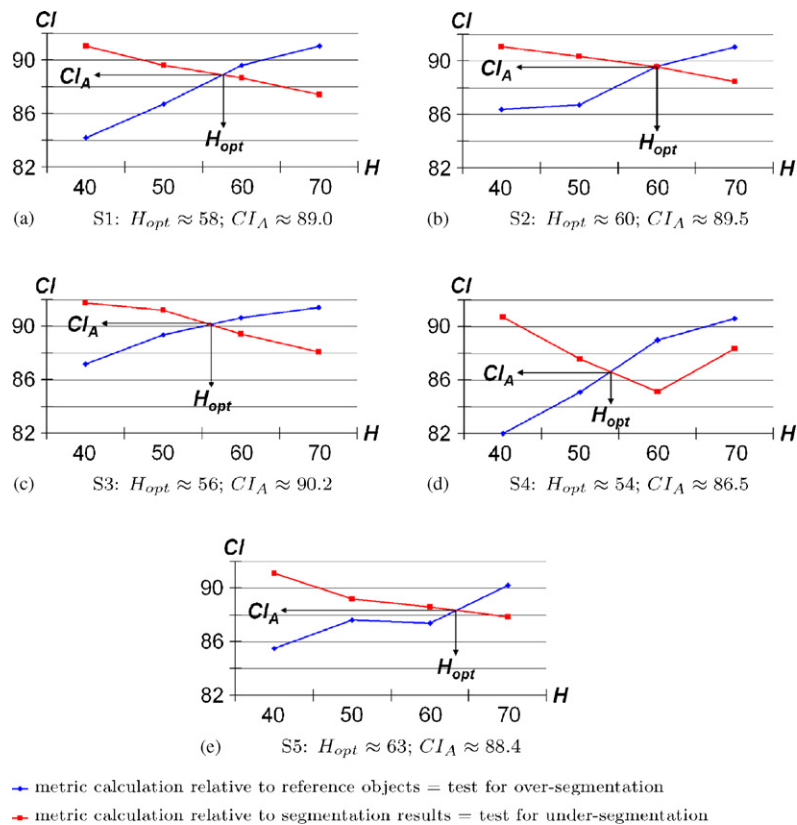 CI
90
CI_A
86
H_opt
82
40 50 60 70 H
(a) S1: H_opt ≈ 58; CI_A ≈ 89.0
CI
90
CI_A
86
H_opt
82
40 50 60 70 H
(b) S2: H_opt ≈ 60; CI_A ≈ 89.5
CI
90
CI_A
86
H_opt
82
40 50 60 70 H
(c) S3: H_opt ≈ 56; CI_A ≈ 90.2
CI
90
CI_A
86
H_opt
82
40 50 60 70 H
(d) S4: H_opt ≈ 54; CI_A ≈ 86.5
CI
90
CI_A
86
H_opt
82
40 50 60 70 H
(e) S5: H_opt ≈ 63; CI_A ≈ 88.4
metric calculation relative to reference objects = test for over-segmentation
metric calculation relative to segmentation results = test for under-segmentation